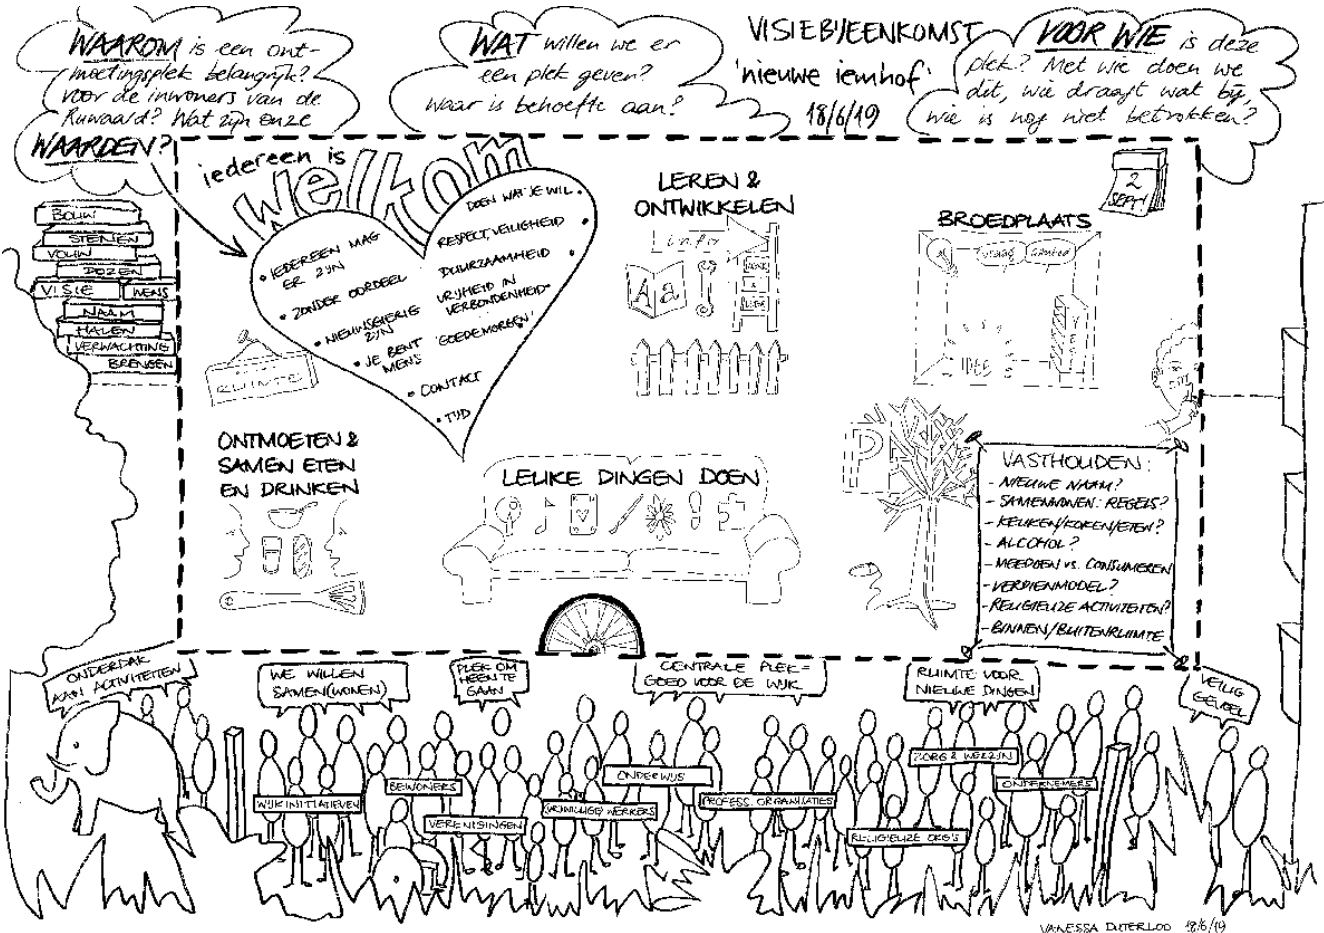 WAAROM is een ont-
moetingsplek belangrijk?
voor de inwoners van de
Ruwaard? Wat zijn onze
WAARDEN?
WAT willen we er
een plek geven?
waar is behoefte aan?
VISIEBIJEENKOMST
'nieuwe iemhof'
18/6/19
VOOR WIE is deze
plek? Met wie doen we
dit, wie draagt wat bij,
wie is nog niet betrokken?
iedereen is
welkom
BOUW
STENEN
VOUW
DOZEN
VISIE WENS
NAAM
HALEN
VERWACHTING
BRENGEN
• IEDEREEN MAG
ER ZIJN
• ZONDER OORDEEL
• NIEUWSGIERIG
ZIJN
• JE BENT
MENS
• CONTACT
• TIJD
DOEN WAT JE WIL •
RESPECT, VEILIGHEID •
DUURZAAMHEID •
VRIJHEID IN
VERBONDENHEID •
'GOEDEMORGEN!'
RUIMTE
LEREN &
ONTWIKKELEN
info
Aa
2
SEPT!
BROEDPLAATS
vraag aanbod
IDEE
ONTMOETEN &
SAMEN ETEN
EN DRINKEN
LEUKE DINGEN DOEN
P
VASTHOUDEN:
- NIEUWE NAAM?
- SAMENWONEN: REGELS?
- KEUKEN/KOKEN/ETEN?
- ALCOHOL?
- MEEDOEN vs. CONSUMEREN
- VERDIENMODEL?
- RELIGIEUZE ACTIVITEITEN?
- BINNEN/BUITENRUIMTE
ONDERDAK
AAN ACTIVITEITEN
WE WILLEN
SAMEN(WONEN)
PLEK OM
HEEN TE
GAAN
CENTRALE PLEK =
GOED VOOR DE WIJK
RUIMTE VOOR
NIEUWE DINGEN
VEILIG
GEVOEL
WIJKINITIATIEVEN
BEWONERS
VERENIGINGEN
VRIJWILLIGE WERKERS
ONDERWIJS
PROFESS. ORGANISATIES
ZORG & WELZIJN
RELIGIEUZE ORG'S
ONDERNEMERS
VANESSA DUTERLOO 18/6/19